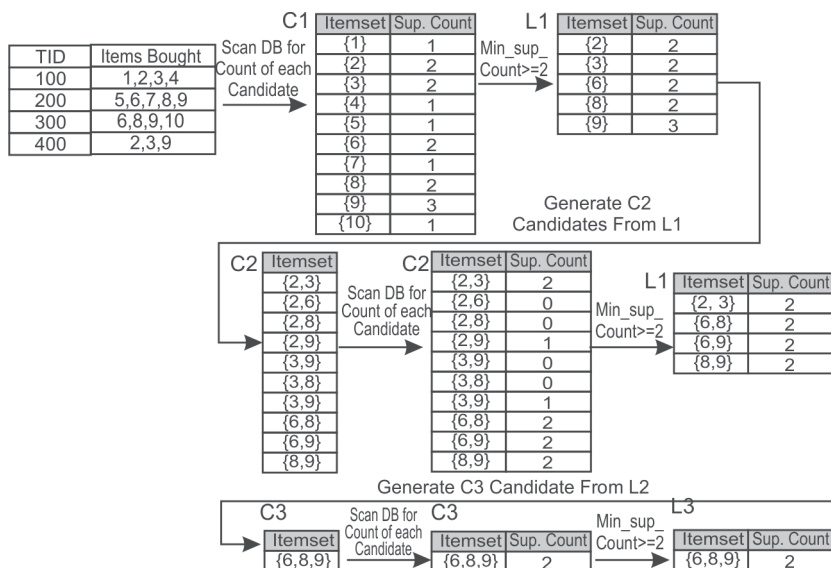 TID Items Bought
100 1,2,3,4
200 5,6,7,8,9
300 6,8,9,10
400 2,3,9
Scan DB for
Count of each
Candidate
C1
Itemset Sup. Count
{1} 1
{2} 2
{3} 2
{4} 1
{5} 1
{6} 2
{7} 1
{8} 2
{9} 3
{10} 1
Min_sup_
Count>=2
L1
Itemset Sup. Count
{2} 2
{3} 2
{6} 2
{8} 2
{9} 3
Generate C2
Candidates From L1
C2
Itemset
{2,3}
{2,6}
{2,8}
{2,9}
{3,9}
{3,8}
{3,9}
{6,8}
{6,9}
{8,9}
Scan DB for
Count of each
Candidate
C2
Itemset Sup. Count
{2,3} 2
{2,6} 0
{2,8} 0
{2,9} 1
{3,9} 0
{3,8} 0
{3,9} 1
{6,8} 2
{6,9} 2
{8,9} 2
Min_sup_
Count>=2
L1
Itemset Sup. Count
{2, 3} 2
{6,8} 2
{6,9} 2
{8,9} 2
Generate C3 Candidate From L2
C3
Itemset
{6,8,9}
Scan DB for
Count of each
Candidate
C3
Itemset Sup. Count
{6,8,9} 2
Min_sup_
Count>=2
L3
Itemset Sup. Count
{6,8,9} 2